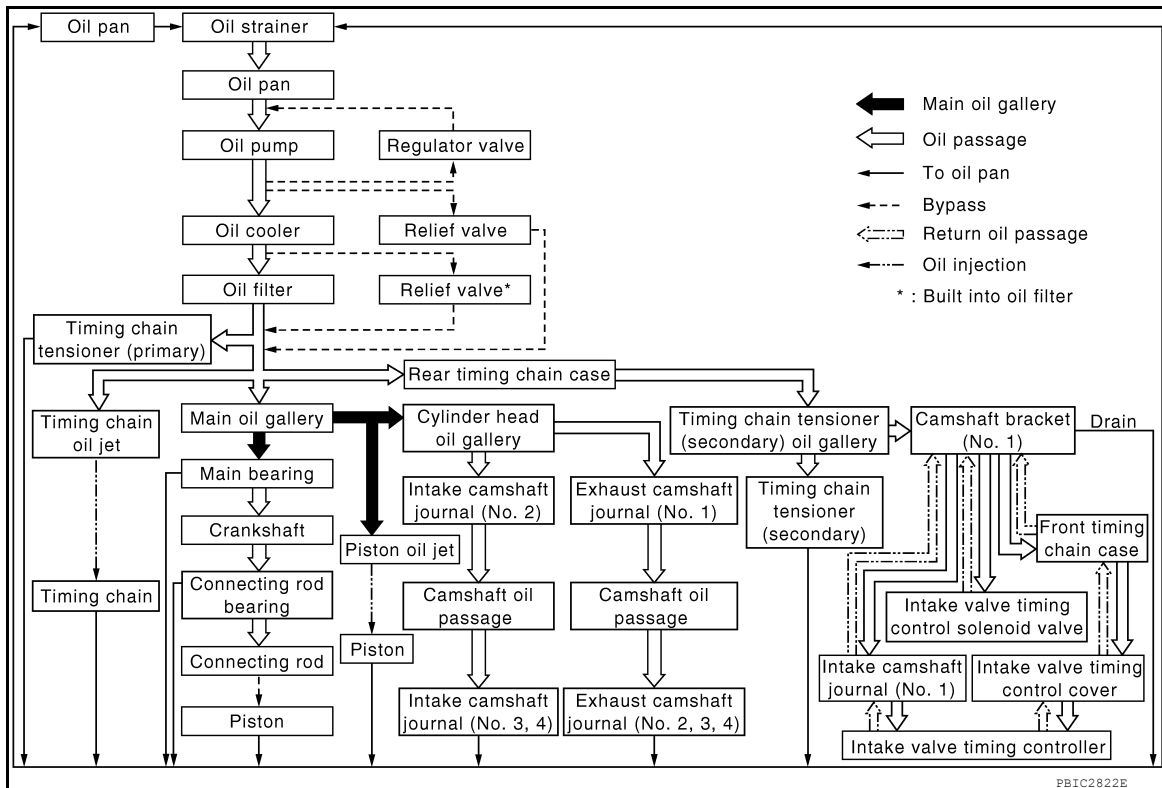 Oil pan
Oil strainer
Oil pan
Oil pump
Regulator valve
Oil cooler
Relief valve
Oil filter
Relief valve*
Main oil gallery
Oil passage
To oil pan
Bypass
Return oil passage
Oil injection
* : Built into oil filter
Timing chain
tensioner (primary)
Rear timing chain case
Timing chain
oil jet
Main oil gallery
Cylinder head
oil gallery
Timing chain tensioner
(secondary) oil gallery
Camshaft bracket
(No. 1)
Drain
Main bearing
Intake camshaft
journal (No. 2)
Exhaust camshaft
journal (No. 1)
Timing chain
tensioner
(secondary)
Crankshaft
Piston oil jet
Front timing
chain case
Timing chain
Connecting rod
bearing
Camshaft oil
passage
Camshaft oil
passage
Intake valve timing
control solenoid valve
Connecting rod
Piston
Intake camshaft
journal (No. 1)
Intake valve timing
control cover
Piston
Intake camshaft
journal (No. 3, 4)
Exhaust camshaft
journal (No. 2, 3, 4)
Intake valve timing controller
PBIC2822E